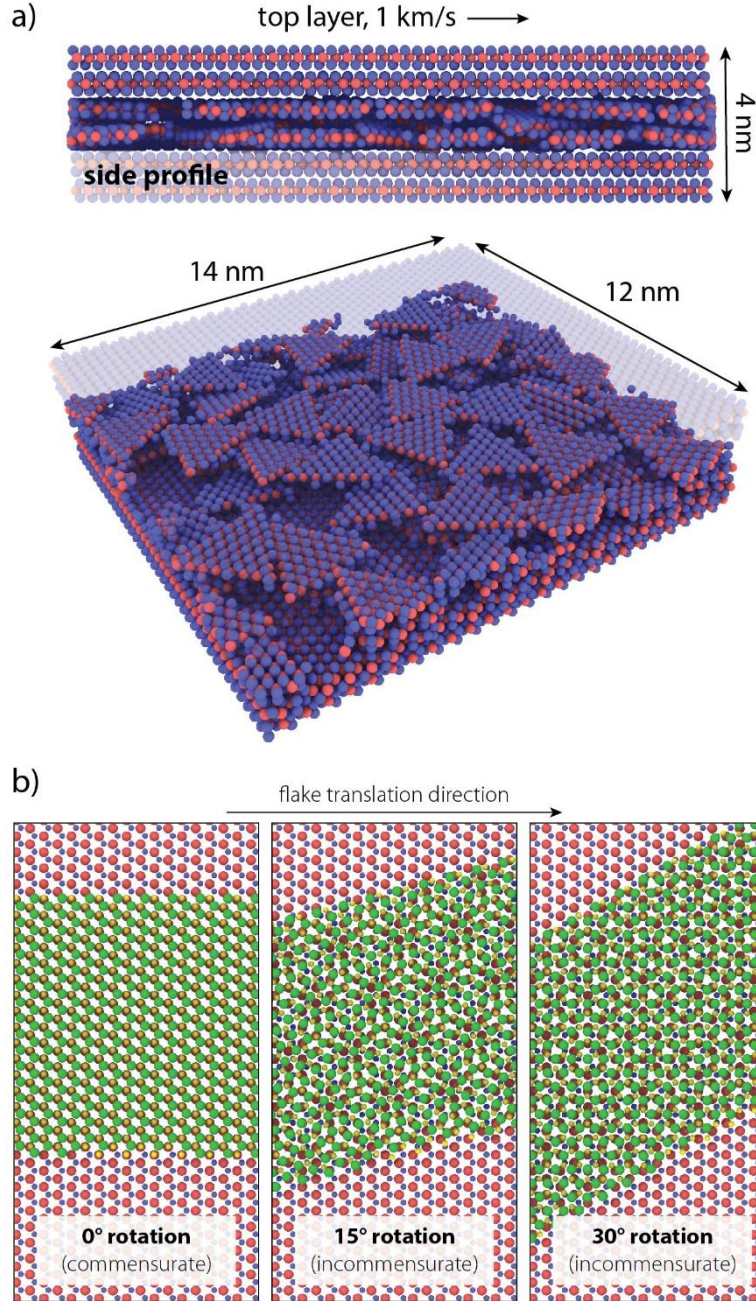 a)
top layer, 1 km/s
4 nm
side profile
14 nm
12 nm
b)
flake translation direction
0° rotation
(commensurate)
15° rotation
(incommensurate)
30° rotation
(incommensurate)